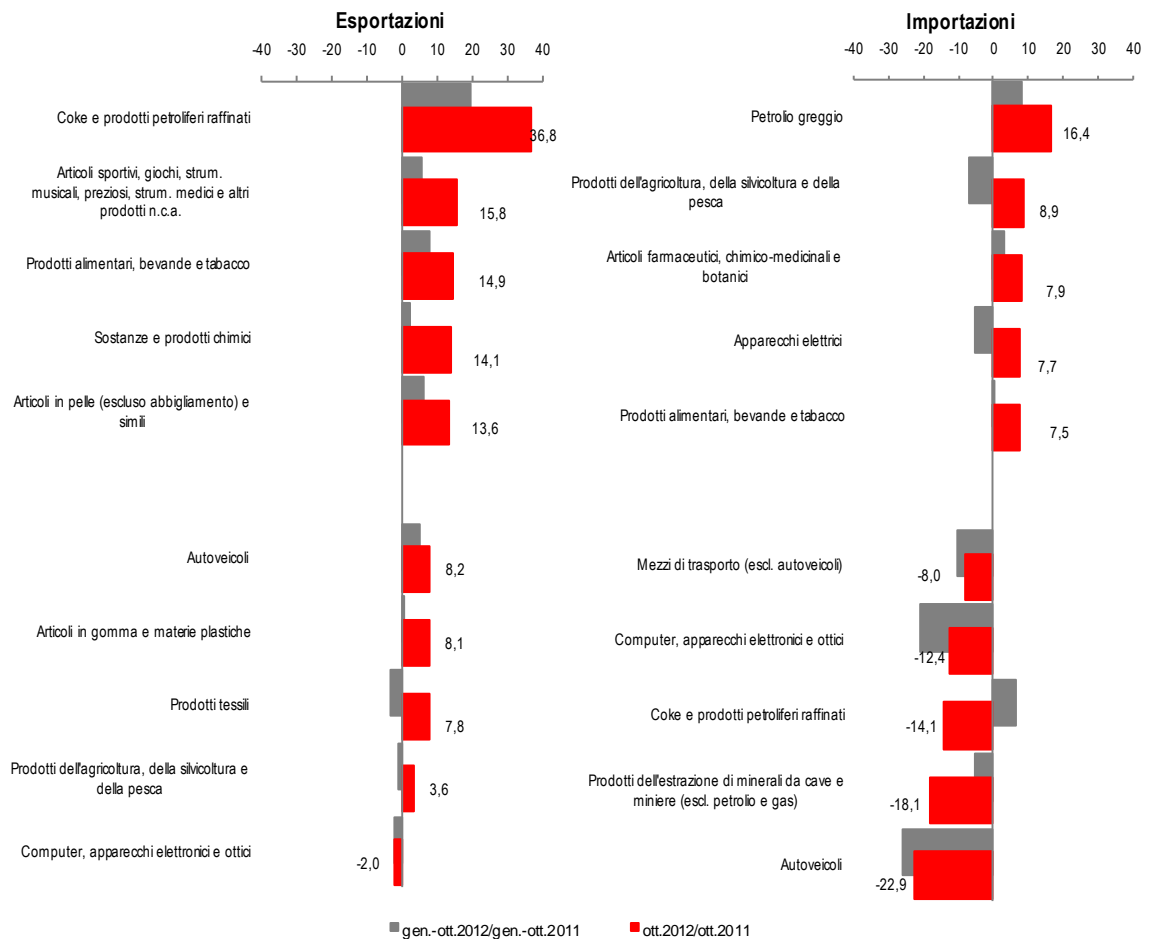 Esportazioni
-40 -30 -20 -10 0 10 20 30 40
Coke e prodotti petroliferi raffinati
36,8
Articoli sportivi, giochi, strum.
musicali, preziosi, strum. medici e altri
prodotti n.c.a.
15,8
Prodotti alimentari, bevande e tabacco
14,9
Sostanze e prodotti chimici
14,1
Articoli in pelle (escluso abbigliamento) e
simili
13,6
Autoveicoli
8,2
Articoli in gomma e materie plastiche
8,1
Prodotti tessili
7,8
Prodotti dell'agricoltura, della silvicoltura e
della pesca
3,6
Computer, apparecchi elettronici e ottici
-2,0
Importazioni
-40 -30 -20 -10 0 10 20 30 40
Petrolio greggio
16,4
Prodotti dell'agricoltura, della silvicoltura e della
pesca
8,9
Articoli farmaceutici, chimico-medicinali e
botanici
7,9
Apparecchi elettrici
7,7
Prodotti alimentari, bevande e tabacco
7,5
Mezzi di trasporto (escl. autoveicoli)
-8,0
Computer, apparecchi elettronici e ottici
-12,4
Coke e prodotti petroliferi raffinati
-14,1
Prodotti dell'estrazione di minerali da cave e
miniere (escl. petrolio e gas)
-18,1
Autoveicoli
-22,9
gen.-ott.2012/gen.-ott.2011
ott.2012/ott.2011